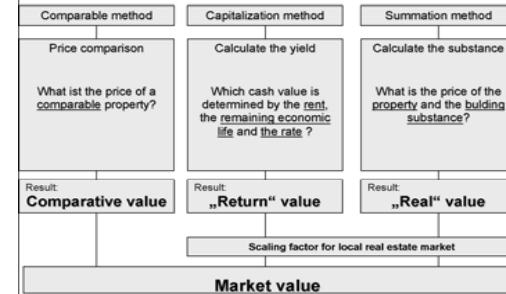 Comparable method
Capitalization method
Summation method
Price comparison
What ist the price of a
comparable property?
Calculate the yield
Which cash value is
determined by the rent,
the remaining economic
life and the rate ?
Calculate the substance
What is the price of the
property and the bulding
substance?
Result:
Comparative value
Result:
„Return“ value
Result:
„Real“ value
Scaling factor for local real estate market
Market value